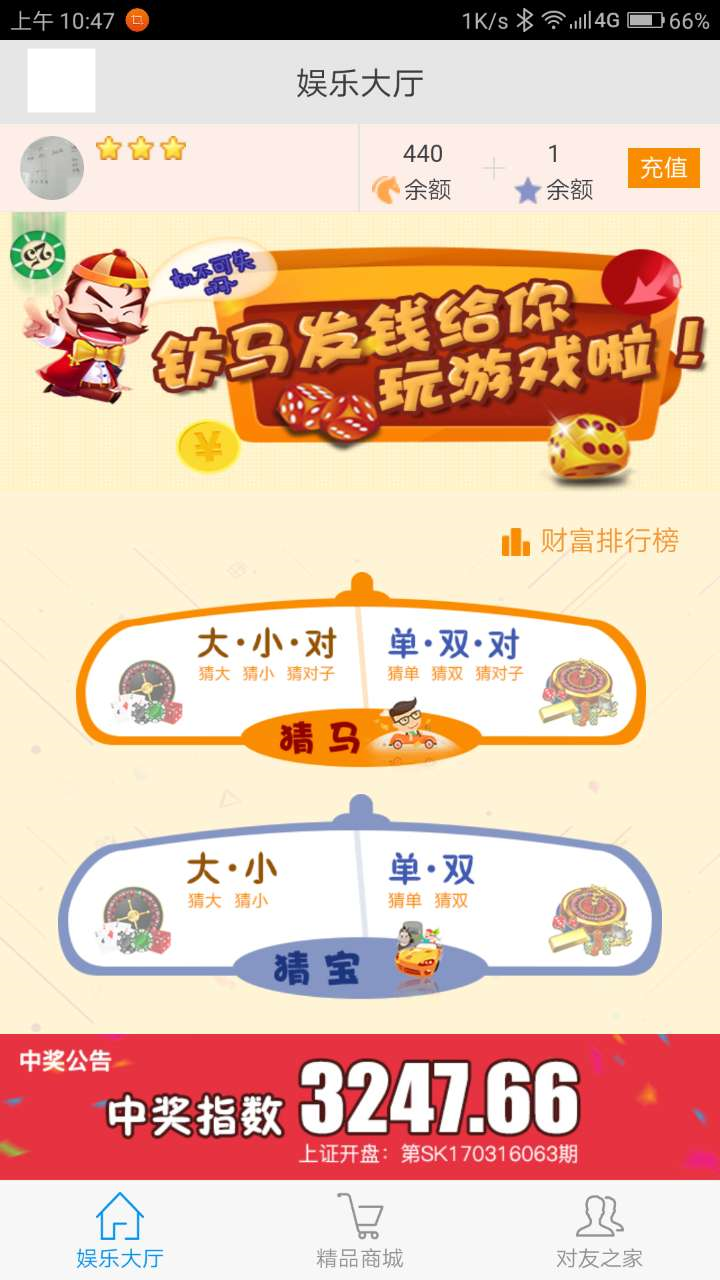 上午 10:47
1K/s 4G 66%
娱乐大厅
440
余额
1
余额
充值
25
机不可失
呀
钛马发钱给你
玩游戏啦！
¥
财富排行榜
大·小·对
猜大 猜小 猜对子
单·双·对
猜单 猜双 猜对子
猜马
大·小
猜大 猜小
单·双
猜单 猜双
猜宝
中奖公告
中奖指数 3247.66
上证开盘：第SK170316063期
娱乐大厅
精品商城
对友之家